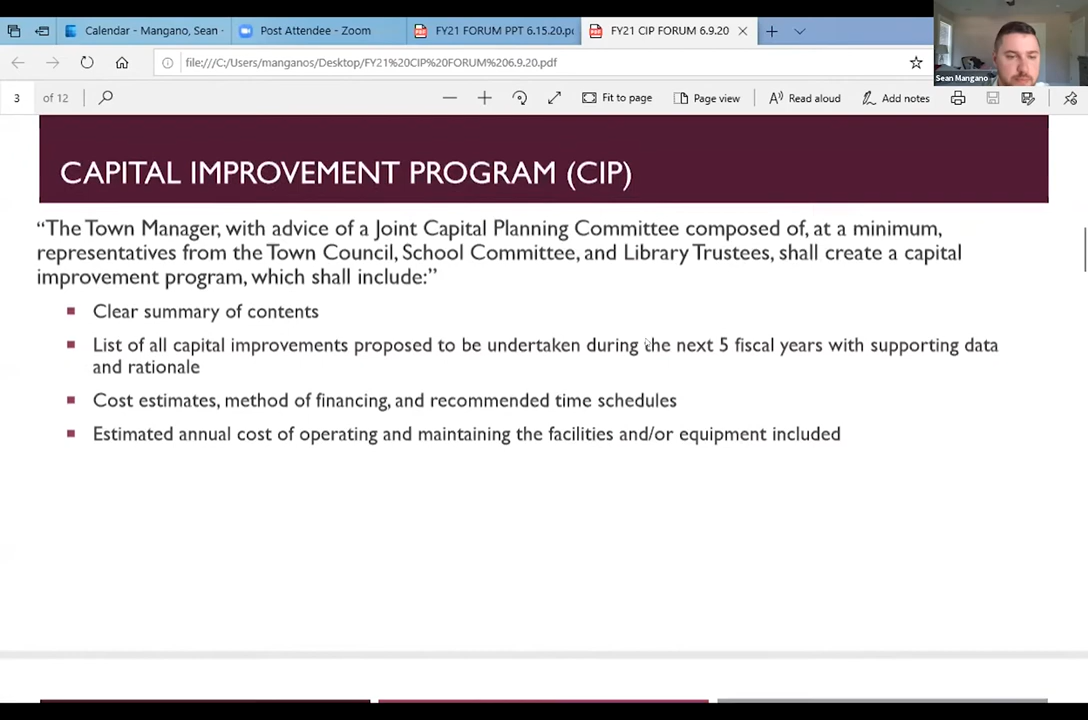 Calendar - Mangano, Sean
Post Attendee - Zoom
FY21 FORUM PPT 6.15.20.p
FY21 CIP FORUM 6.9.20
file:///C:/Users/manganos/Desktop/FY21%20CIP%20FORUM%206.9.20.pdf
Sean Mangano
3 of 12
Fit to page
Page view
Read aloud
Add notes
CAPITAL IMPROVEMENT PROGRAM (CIP)
“The Town Manager, with advice of a Joint Capital Planning Committee composed of, at a minimum,
representatives from the Town Council, School Committee, and Library Trustees, shall create a capital
improvement program, which shall include:”
Clear summary of contents
List of all capital improvements proposed to be undertaken during the next 5 fiscal years with supporting data
and rationale
Cost estimates, method of financing, and recommended time schedules
Estimated annual cost of operating and maintaining the facilities and/or equipment included